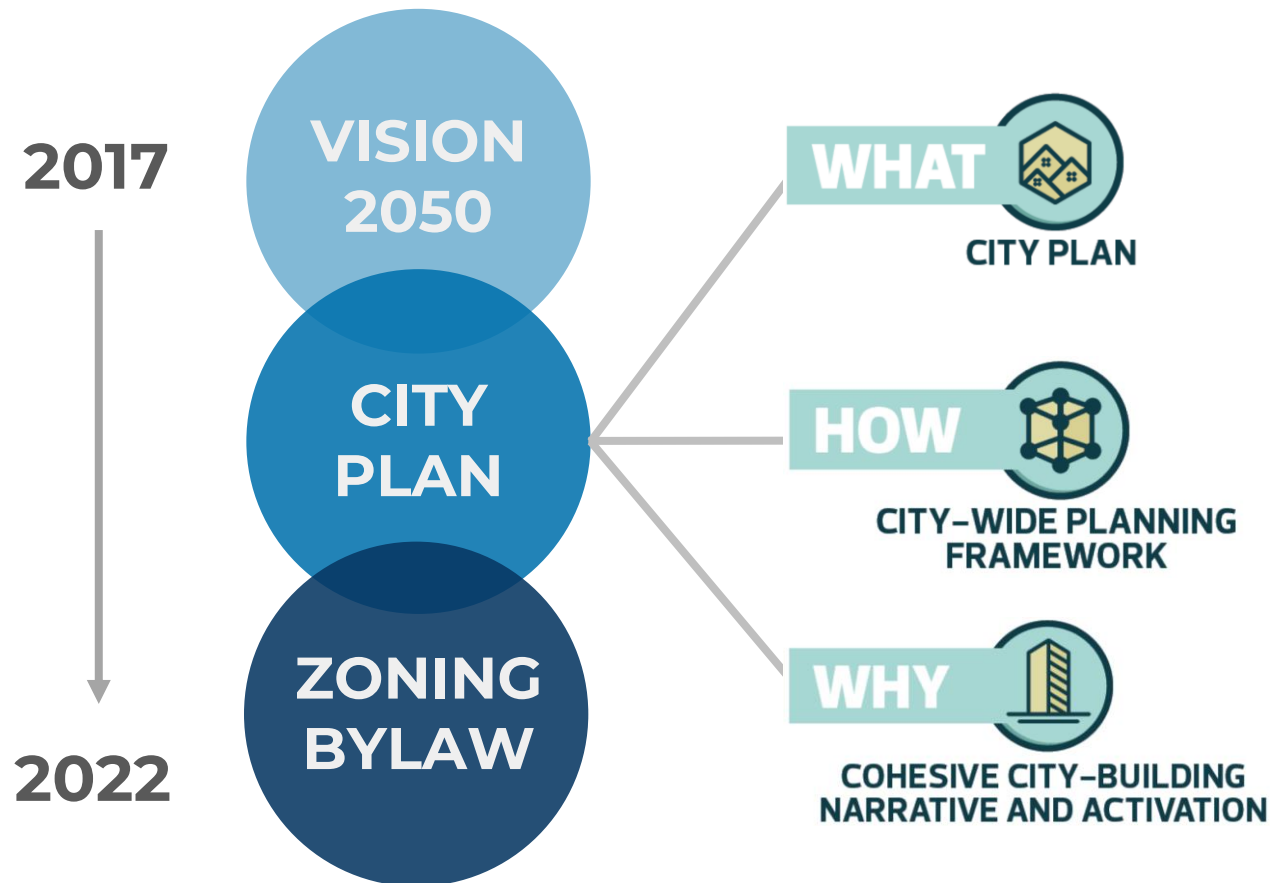 2017
2022
VISION
2050
CITY
PLAN
ZONING
BYLAW
WHAT
CITY PLAN
HOW
CITY-WIDE PLANNING
FRAMEWORK
WHY
COHESIVE CITY-BUILDING
NARRATIVE AND ACTIVATION